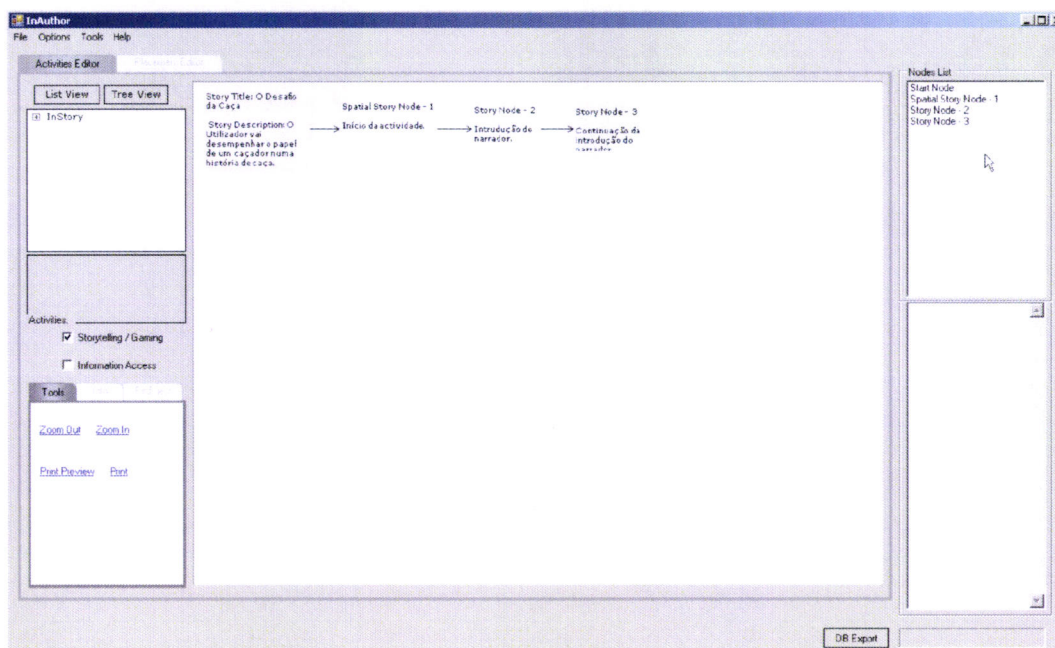 InAuthor
File Options Tools Help
Activities Editor
List View Tree View
InStory
Story Title: O Desafio
da Caça
Story Description: O
Utilizador vai
desempenhar o papel
de um caçador numa
história de caça.
Spatial Story Node - 1
Início da actividade.
Story Node - 2
Intrudução do
narrador.
Story Node - 3
Continuação da
introdução do
narrador
Nodes List
Start Node
Spatial Story Node - 1
Story Node - 2
Story Node - 3
Activities:
Storytelling / Gaming
Information Access
Tools
Zoom Out Zoom In
Print Preview Print
DB Export